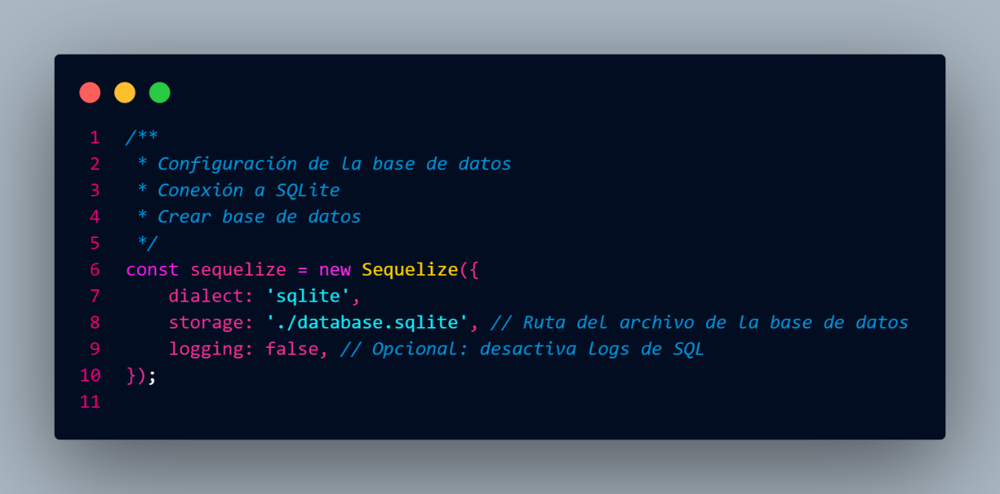 1 /**
2  * Configuración de la base de datos
3  * Conexión a SQLite
4  * Crear base de datos
5  */
6 const sequelize = new Sequelize({
7     dialect: 'sqlite',
8     storage: './database.sqlite', // Ruta del archivo de la base de datos
9     logging: false, // Opcional: desactiva logs de SQL
10 });
11